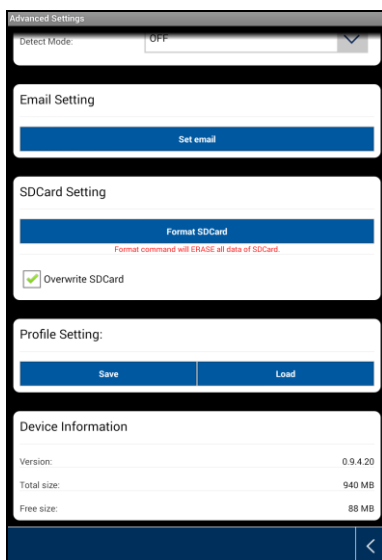 Advanced Settings
Detect Mode: OFF
Email Setting
Set email
SDCard Setting
Format SDCard
Format command will ERASE all data of SDCard.
Overwrite SDCard
Profile Setting:
Save Load
Device Information
Version: 0.9.4.20
Total size: 940 MB
Free size: 88 MB